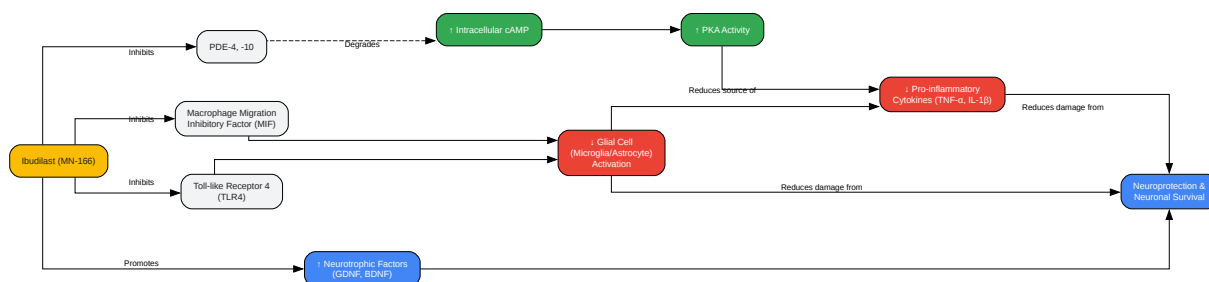 ↑ Intracellular cAMP
↑ PKA Activity
PDE-4, -10
Degrades
Inhibits
↓ Pro-inflammatory
Cytokines (TNF-α, IL-1β)
Reduces source of
Reduces damage from
Macrophage Migration
Inhibitory Factor (MIF)
Inhibits
↓ Glial Cell
(Microglia/Astrocyte)
Activation
Ibudilast (MN-166)
Inhibits
Toll-like Receptor 4
(TLR4)
Reduces damage from
Neuroprotection &
Neuronal Survival
Promotes
↑ Neurotrophic Factors
(GDNF, BDNF)